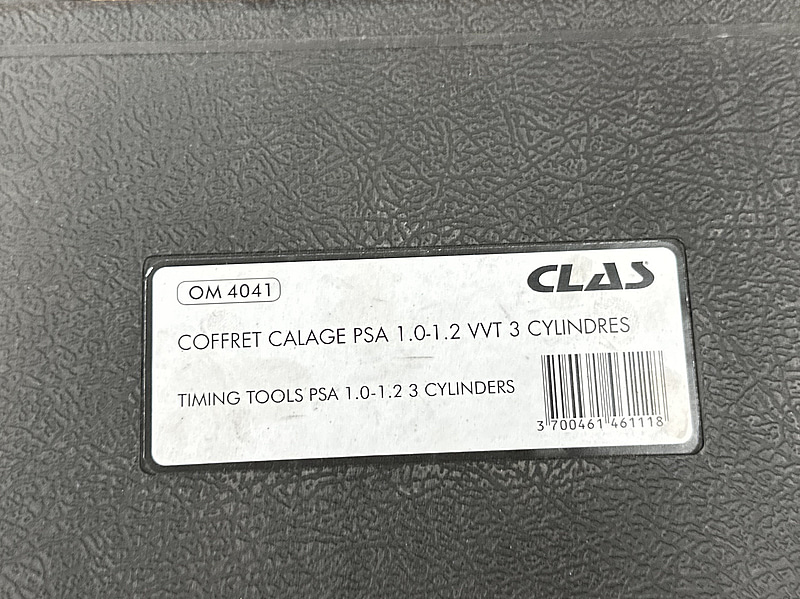 OM 4041
CLAS
COFFRET CALAGE PSA 1.0-1.2 VVT 3 CYLINDRES
TIMING TOOLS PSA 1.0-1.2 3 CYLINDERS
3 700461 461118